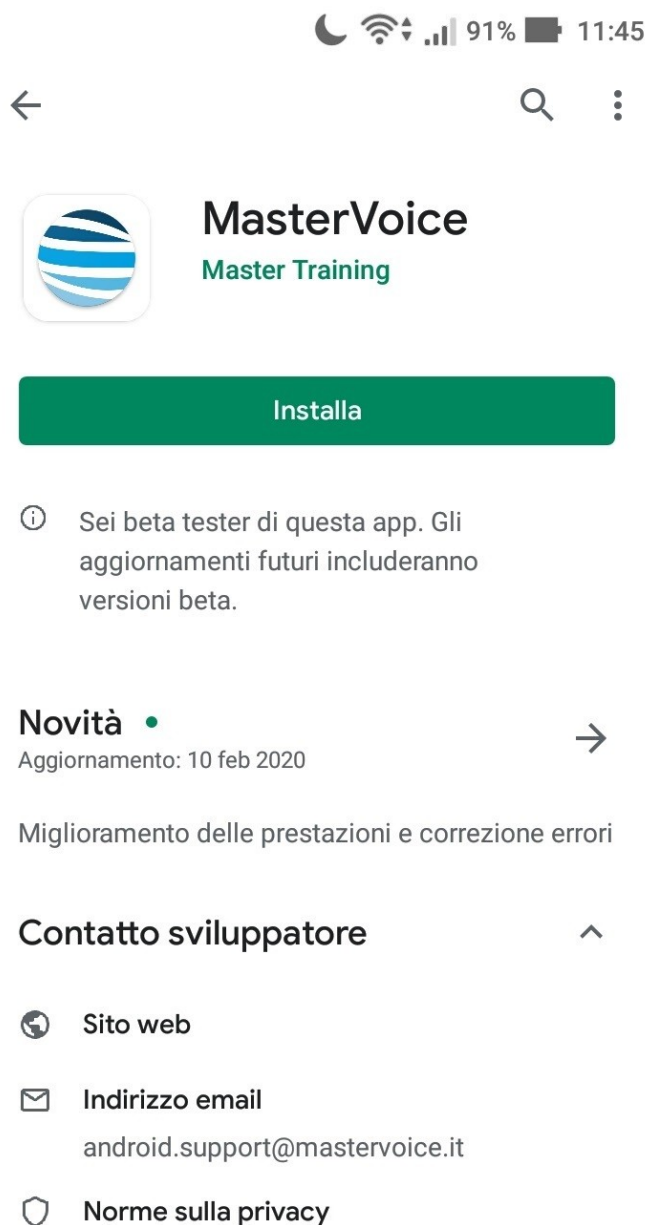 91% 11:45
MasterVoice
Master Training
Installa
Sei beta tester di questa app. Gli
aggiornamenti futuri includeranno
versioni beta.
Novità
Aggiornamento: 10 feb 2020
Miglioramento delle prestazioni e correzione errori
Contatto sviluppatore
Sito web
Indirizzo email
android.support@mastervoice.it
Norme sulla privacy